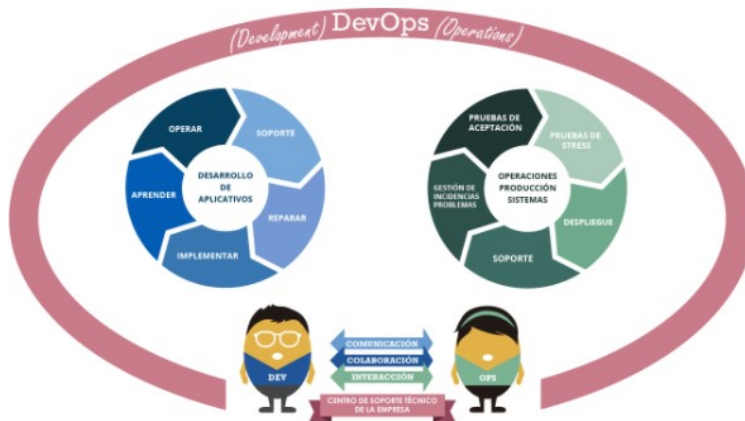 (Development) DevOps (Operations)
OPERAR
SOPORTE
REPARAR
IMPLEMENTAR
APRENDER
DESARROLLO
DE
APLICATIVOS
PRUEBAS DE
ACEPTACIÓN
PRUEBAS DE
STRESS
DESPLIEGUE
SOPORTE
GESTIÓN DE
INCIDENCIAS
PROBLEMAS
OPERACIONES
PRODUCCIÓN
SISTEMAS
DEV
COMUNICACIÓN
COLABORACIÓN
INTERACCIÓN
OPS
CENTRO DE SOPORTE TÉCNICO
DE LA EMPRESA